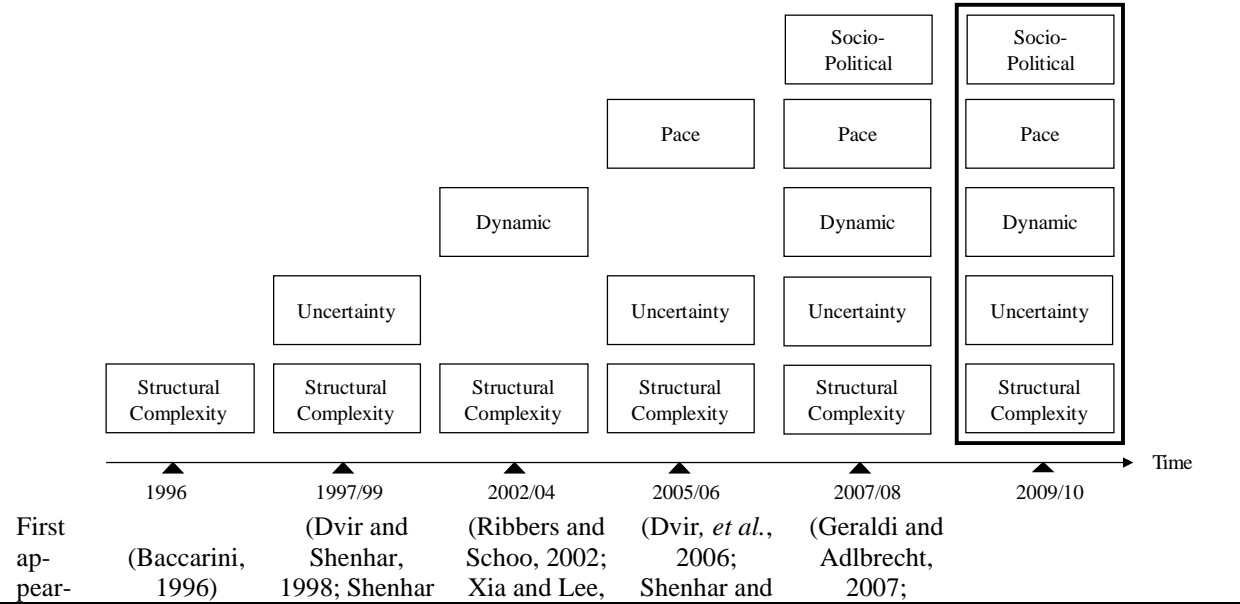 Socio-
Political
Socio-
Political
Pace
Pace
Pace
Dynamic
Dynamic
Dynamic
Uncertainty
Uncertainty
Uncertainty
Uncertainty
Structural
Complexity
Structural
Complexity
Structural
Complexity
Structural
Complexity
Structural
Complexity
Structural
Complexity
Time
1996
1997/99
2002/04
2005/06
2007/08
2009/10
First
ap-
pear-
(Baccarini,
1996)
(Dvir and
Shenhar,
1998; Shenhar
(Ribbers and
Schoo, 2002;
Xia and Lee,
(Dvir, et al.,
2006;
Shenhar and
(Geraldi and
Adlbrecht,
2007;